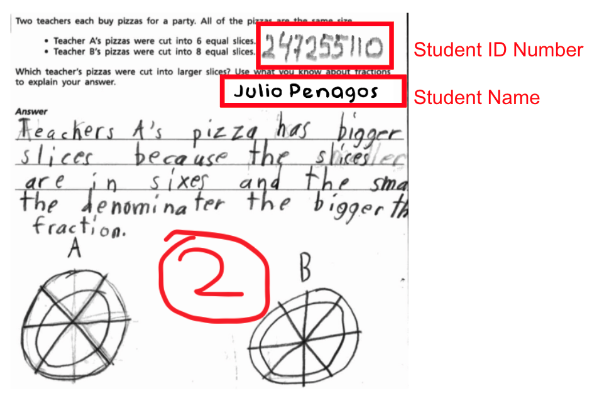 Two teachers each buy pizzas for a party. All of the pizzas are the same size.
• Teacher A's pizzas were cut into 6 equal slices.
• Teacher B's pizzas were cut into 8 equal slices.
247255110
Student ID Number
Which teacher's pizzas were cut into larger slices? Use what you know about fractions
to explain your answer.
Julio Penagos
Student Name
Answer
Teachers A's pizza has bigger
slices because the slices
are in sixes and the sma
the denominater the bigger th
fraction.
A
2
B